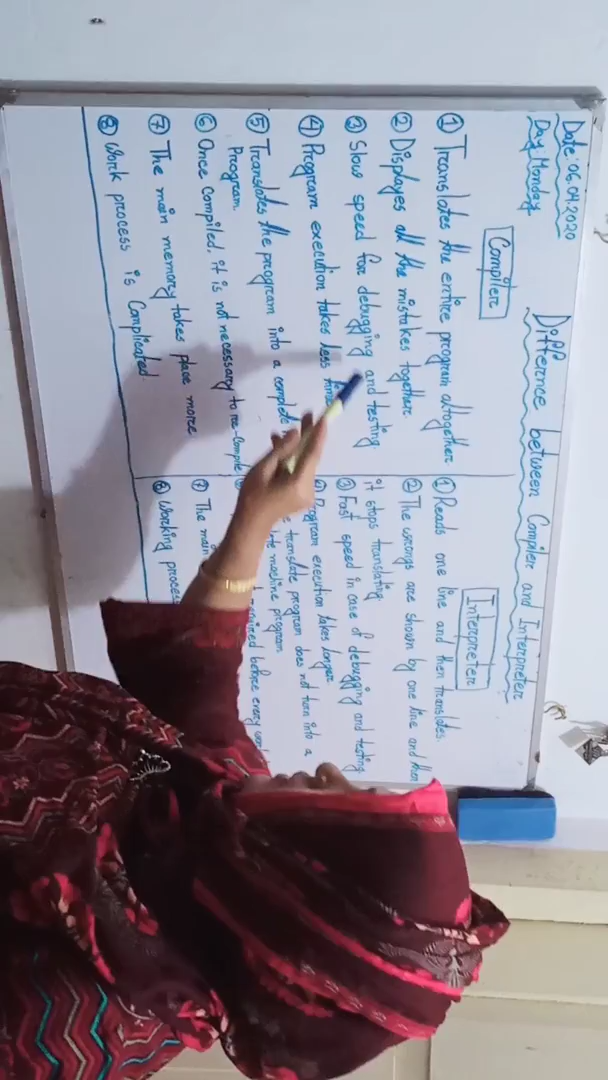 Date: 06.04.2020
Day: Monday
Difference between Compiler and Interpreter
Compiler
① Translates the entire program altogether.
② Displayes all the mistakes together
③ Slow speed for debugging and testing.
④ Program execution takes less time
⑤ Translates the program into a complete
Program.
⑥ Once Compiled, it is not necessary to re-compile
⑦ The main memory takes place more
⑧ Work process is Complicated.
Interpreter
① Reads one line and then translates.
② The wrongs are shown by one line and then
it stops translating.
③ Fast speed in case of debugging and testing
Program execution takes longer
translate program does not turn into a
machine program.
required before every
⑦ The main
⑧ Working process